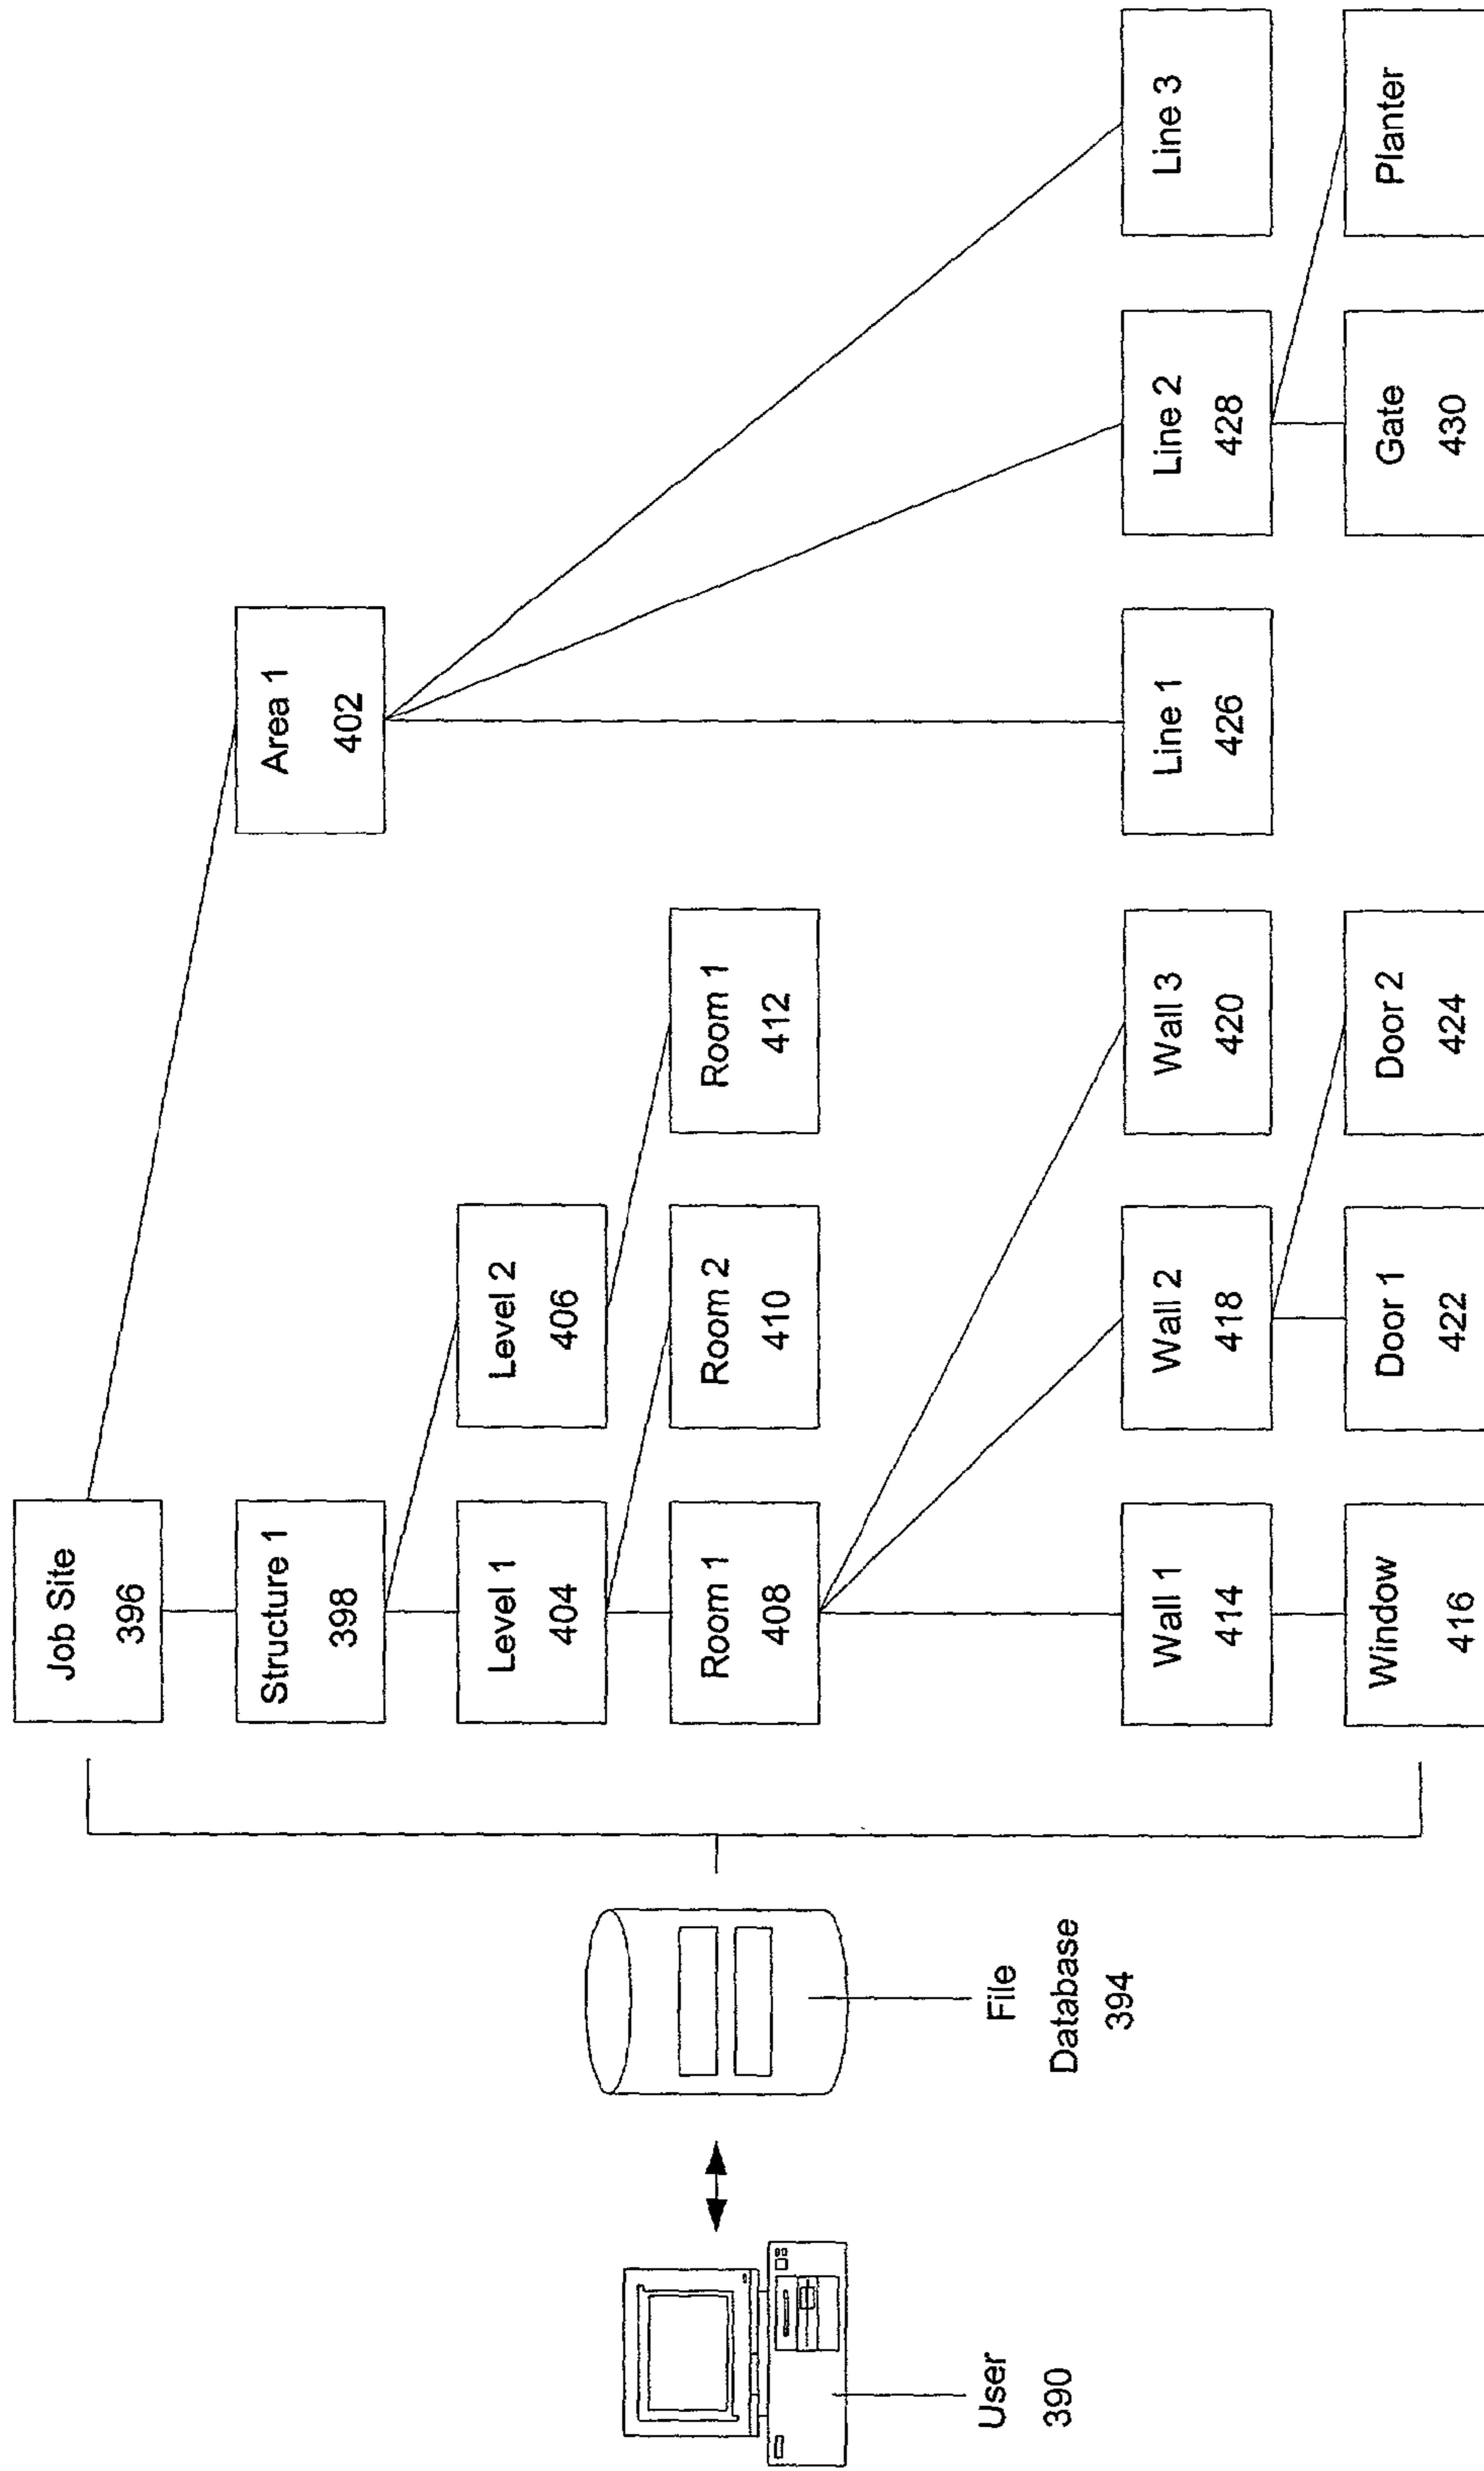 Job Site
396
Structure 1
398
Area 1
402
Level 1
404
Level 2
406
Room 1
408
Room 2
410
Room 1
412
Wall 1
414
Wall 2
418
Wall 3
420
Line 1
426
Line 2
428
Line 3
Window
416
Door 1
422
Door 2
424
Gate
430
Planter
File
Database
394
User
390